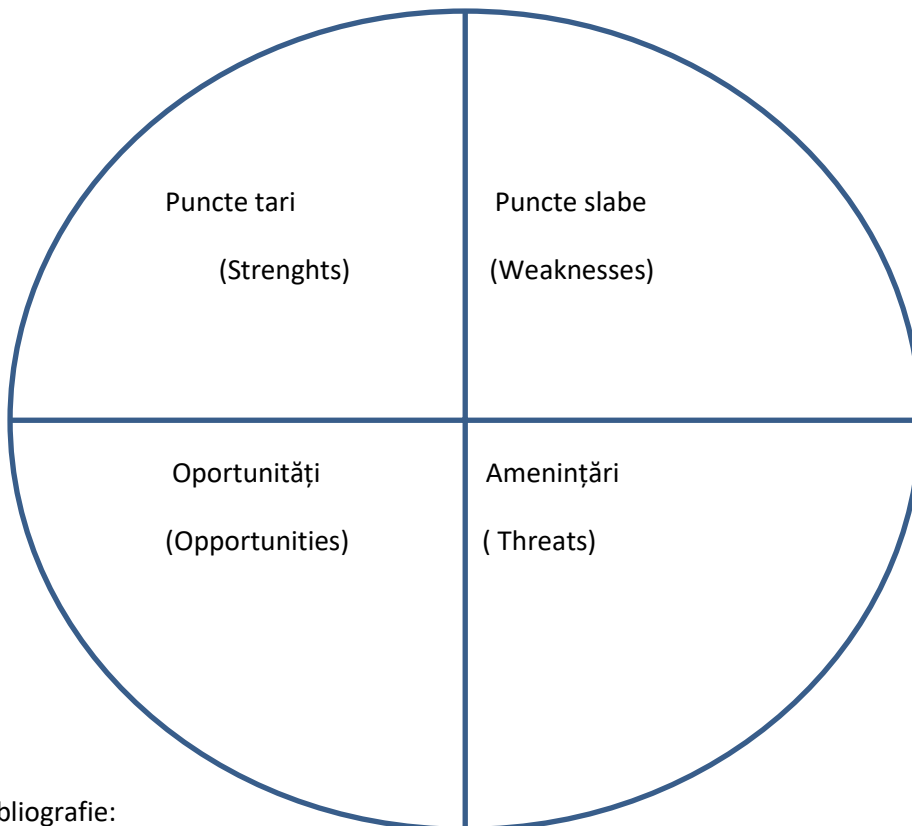 Puncte tari
(Strenghts)
Puncte slabe
(Weaknesses)
Oportunități
(Opportunities)
Amenințări
( Threats)
bliografie: